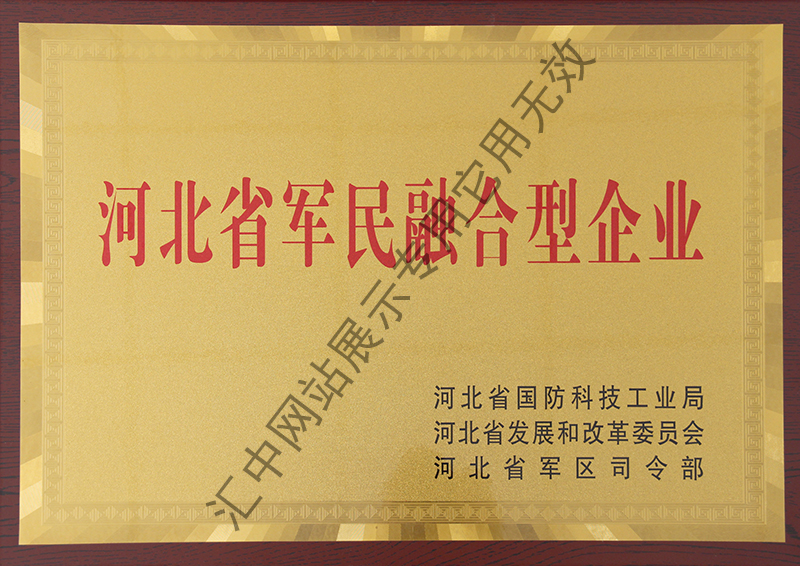 河北省军民融合型企业
河北省国防科技工业局
河北省发展和改革委员会
河北省军区司令部
汇中网站展示专用它用无效